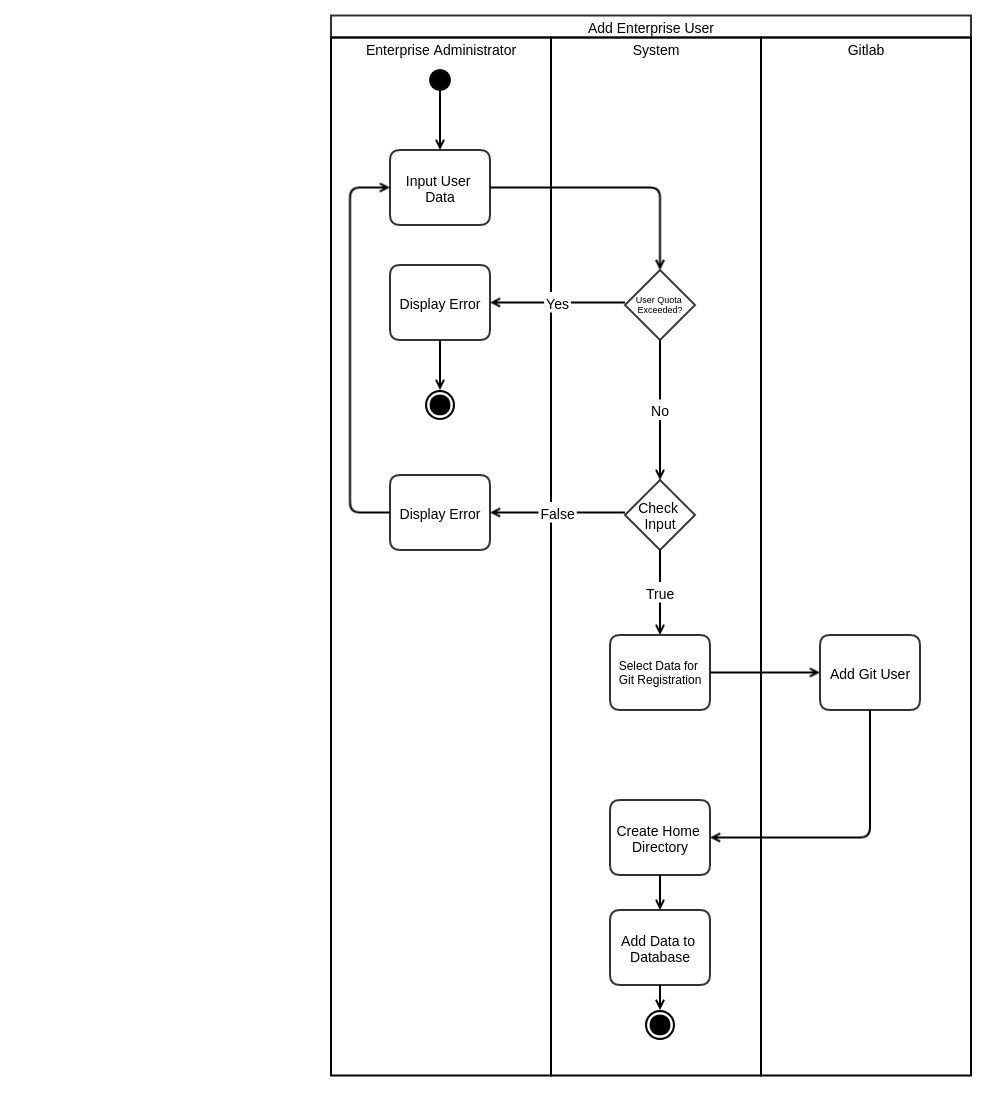 Add Enterprise User
Enterprise Administrator
System
Gitlab
Input User
Data
Display Error
Yes
User Quota
Exceeded?
No
Display Error
False
Check
Input
True
Select Data for
Git Registration
Add Git User
Create Home
Directory
Add Data to
Database